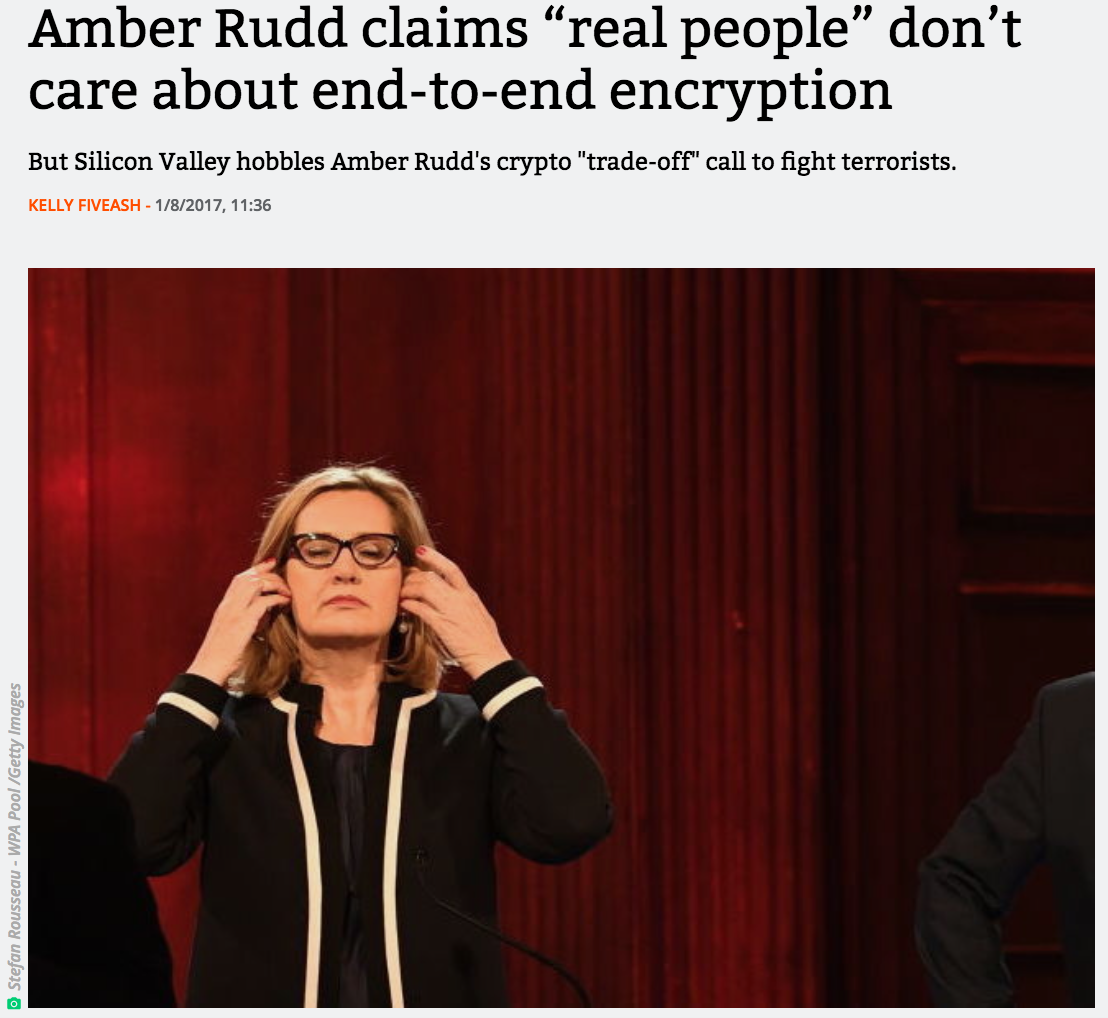 Amber Rudd claims “real people” don’t
care about end-to-end encryption
But Silicon Valley hobbles Amber Rudd's crypto "trade-off" call to fight terrorists.
KELLY FIVEASH - 1/8/2017, 11:36
Stefan Rousseau - WPA Pool /Getty Images